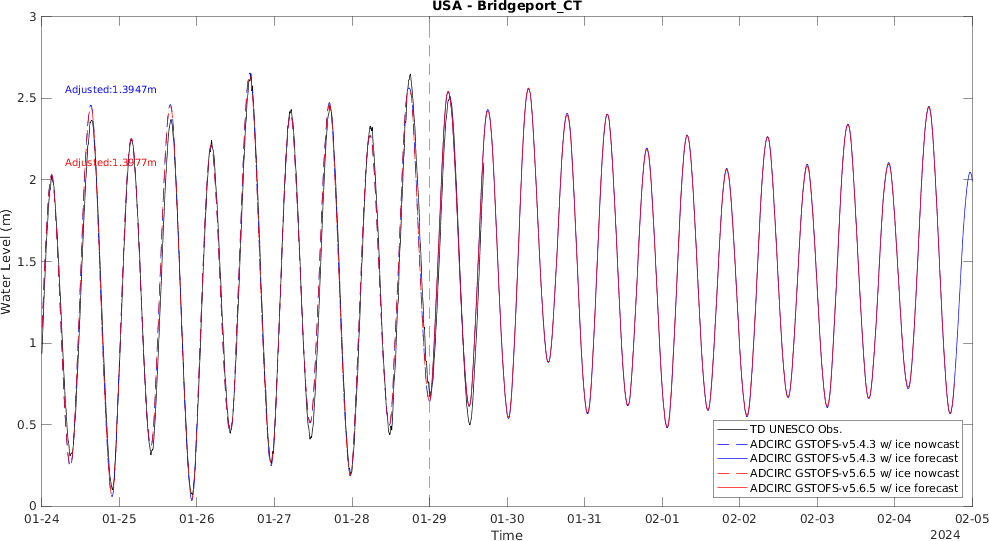 USA - Bridgeport_CT
3
2.5
2
1.5
1
0.5
0
Water Level (m)
Adjusted:1.3947m
Adjusted:1.3977m
TD UNESCO Obs.
ADCIRC GSTOFS-v5.4.3 w/ ice nowcast
ADCIRC GSTOFS-v5.4.3 w/ ice forecast
ADCIRC GSTOFS-v5.6.5 w/ ice nowcast
ADCIRC GSTOFS-v5.6.5 w/ ice forecast
01-24 01-25 01-26 01-27 01-28 01-29 01-30 01-31 02-01 02-02 02-03 02-04 02-05
Time
2024